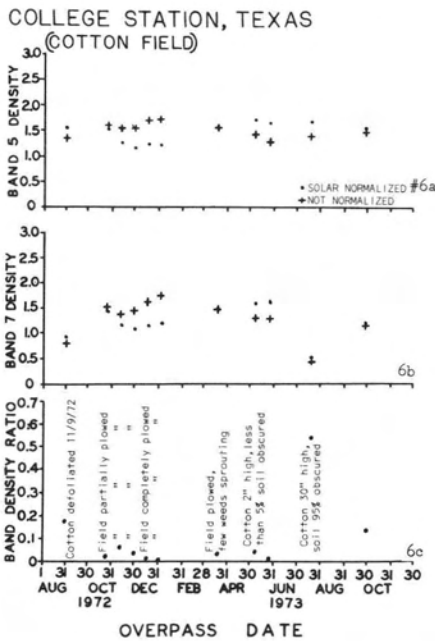 COLLEGE STATION, TEXAS
(COTTON FIELD)
BAND 5 DENSITY
3.0
2.5
2.0
1.5
1.0
0.5
0
• SOLAR NORMALIZED #6a
+ NOT NORMALIZED
BAND 7 DENSITY
3.0
2.5
2.0
1.5
1.0
0.5
0
6b
BAND DENSITY RATIO
0.7
0.6
0.5
0.4
0.3
0.2
0.1
0
Cotton defoliated 11/9/72
Field partially plowed
" " "
" " "
Field completely plowed
" " "
Field plowed,
few weeds sprouting
Cotton 2" high, less
than 5% soil obscured
Cotton 30" high,
soil 95% obscured
6c
1 31 30 31 30 31 31 28 31 30 31 30 31 31 30 31 30
AUG OCT DEC FEB APR JUN OCT
1972 1973
OVERPASS DATE